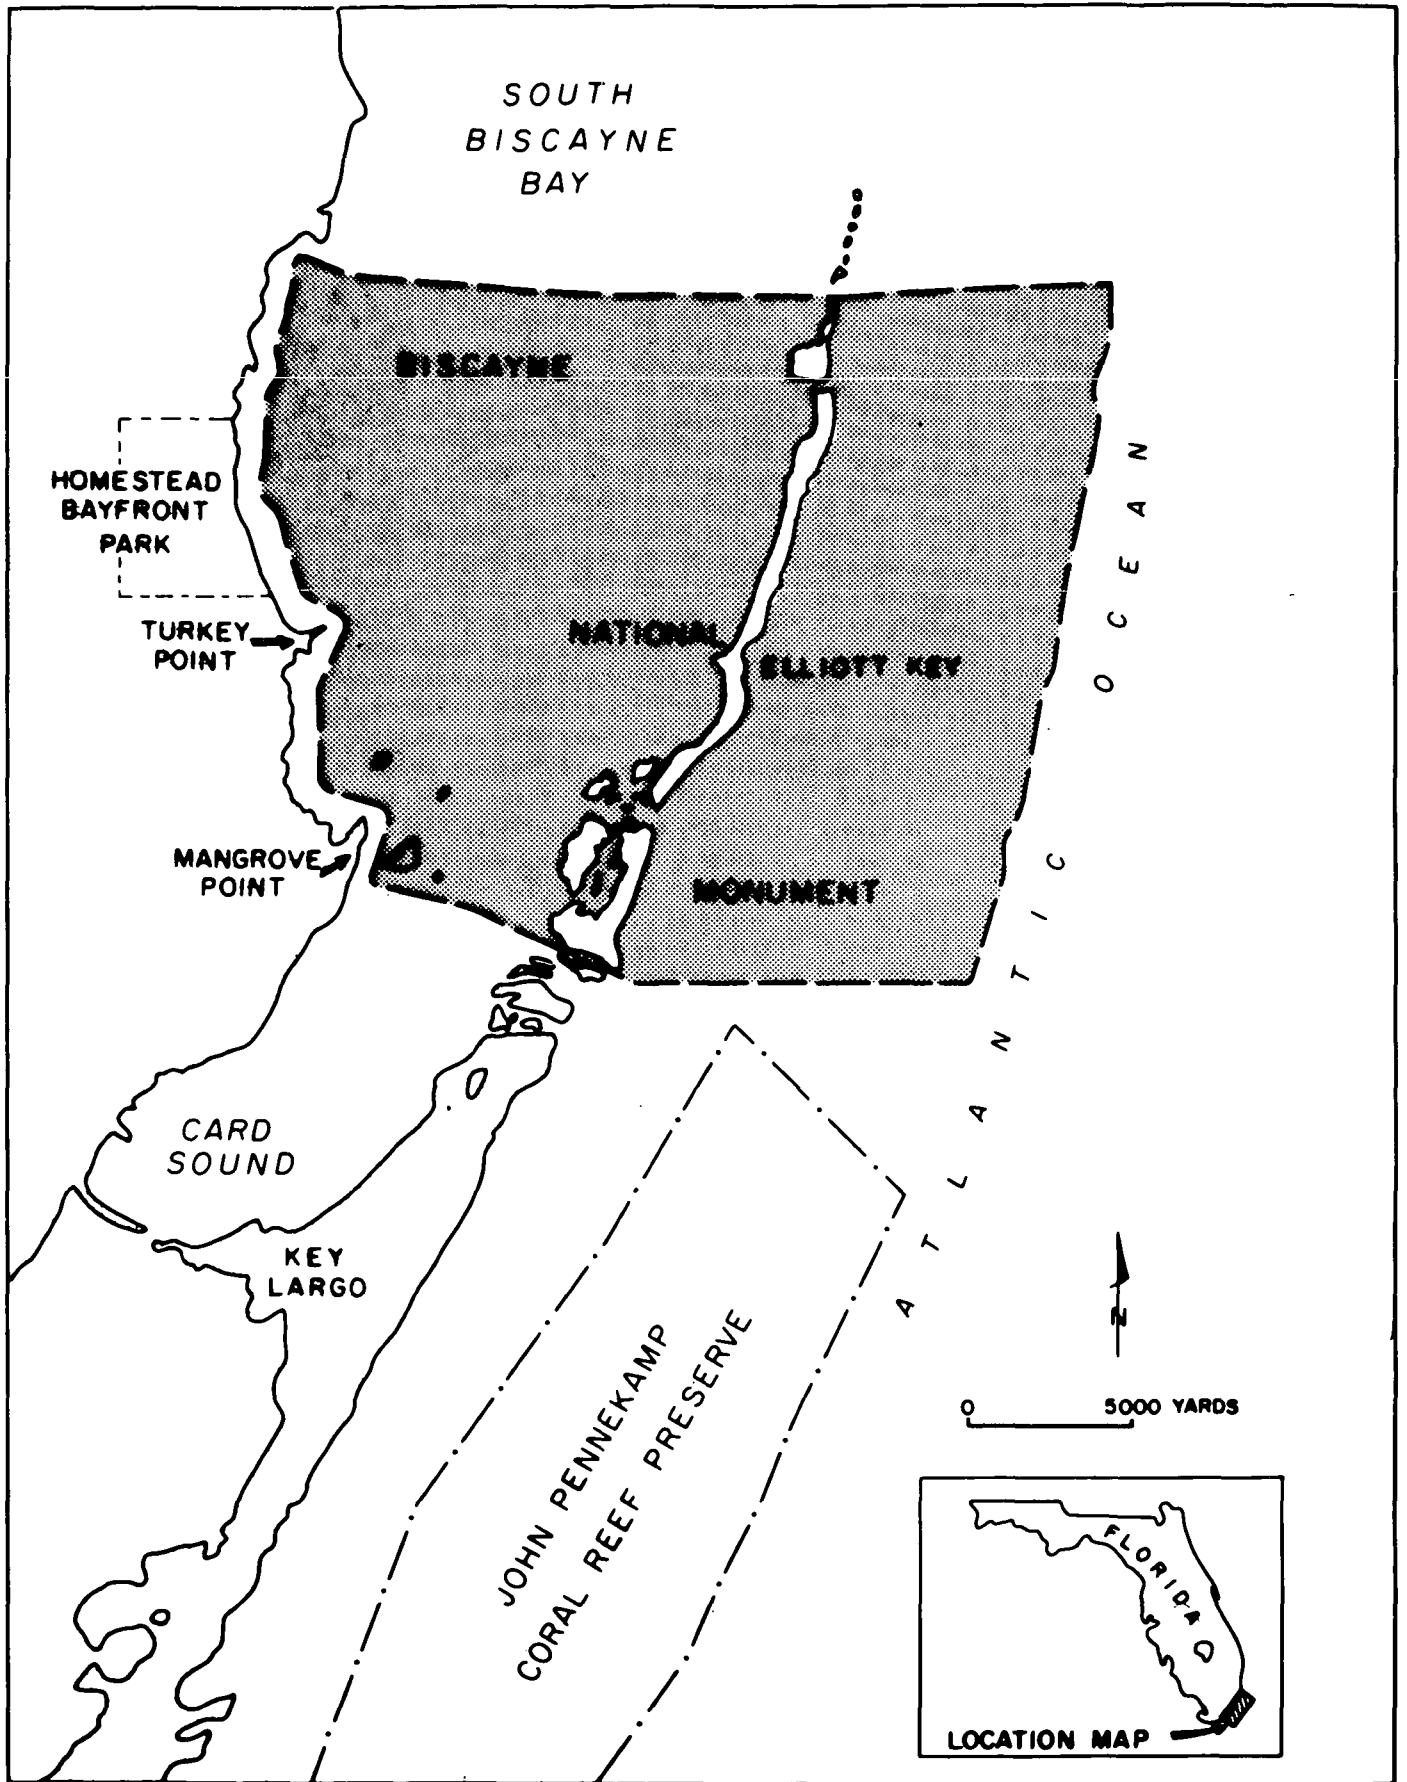 SOUTH
BISCAYNE
BAY
BISCAYNE
HOMESTEAD
BAYFRONT
PARK
TURKEY
POINT
NATIONAL
ELLIOTT KEY
MANGROVE
POINT
MONUMENT
ATLANTIC OCEAN
CARD
SOUND
KEY
LARGO
JOHN PENNEKAMP
CORAL REEF PRESERVE
N
0 5000 YARDS
FLORIDA
LOCATION MAP